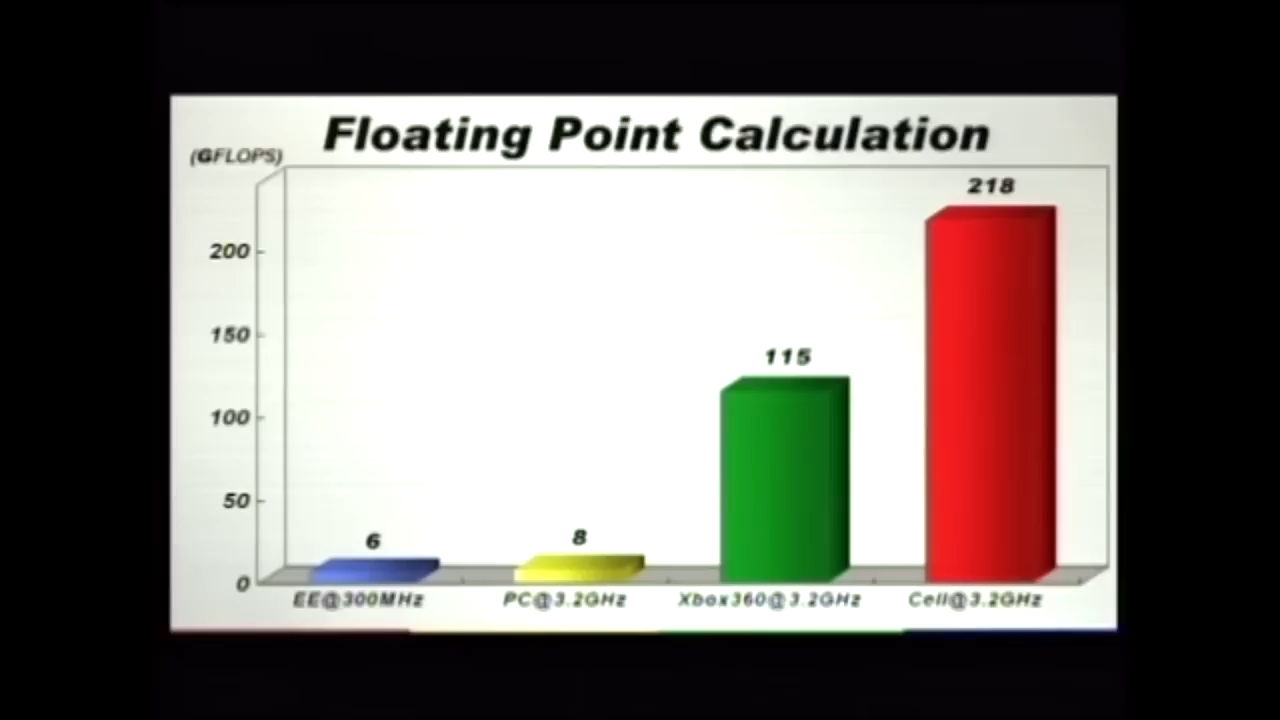 Floating Point Calculation
(GFLOPS)
218
200
150
115
100
50
6
8
0
EE@300MHz
PC@3.2GHz
Xbox360@3.2GHz
Cell@3.2GHz